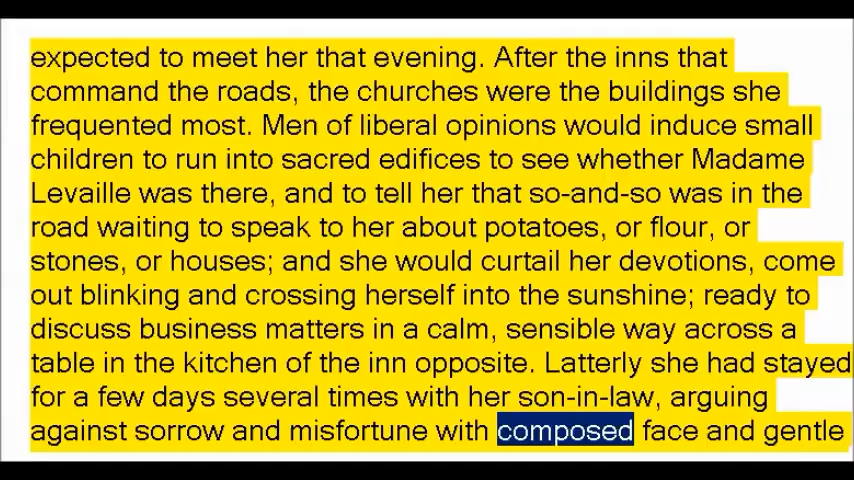 expected to meet her that evening. After the inns that
command the roads, the churches were the buildings she
frequented most. Men of liberal opinions would induce small
children to run into sacred edifices to see whether Madame
Levaille was there, and to tell her that so-and-so was in the
road waiting to speak to her about potatoes, or flour, or
stones, or houses; and she would curtail her devotions, come
out blinking and crossing herself into the sunshine; ready to
discuss business matters in a calm, sensible way across a
table in the kitchen of the inn opposite. Latterly she had stayed
for a few days several times with her son-in-law, arguing
against sorrow and misfortune with composed face and gentle